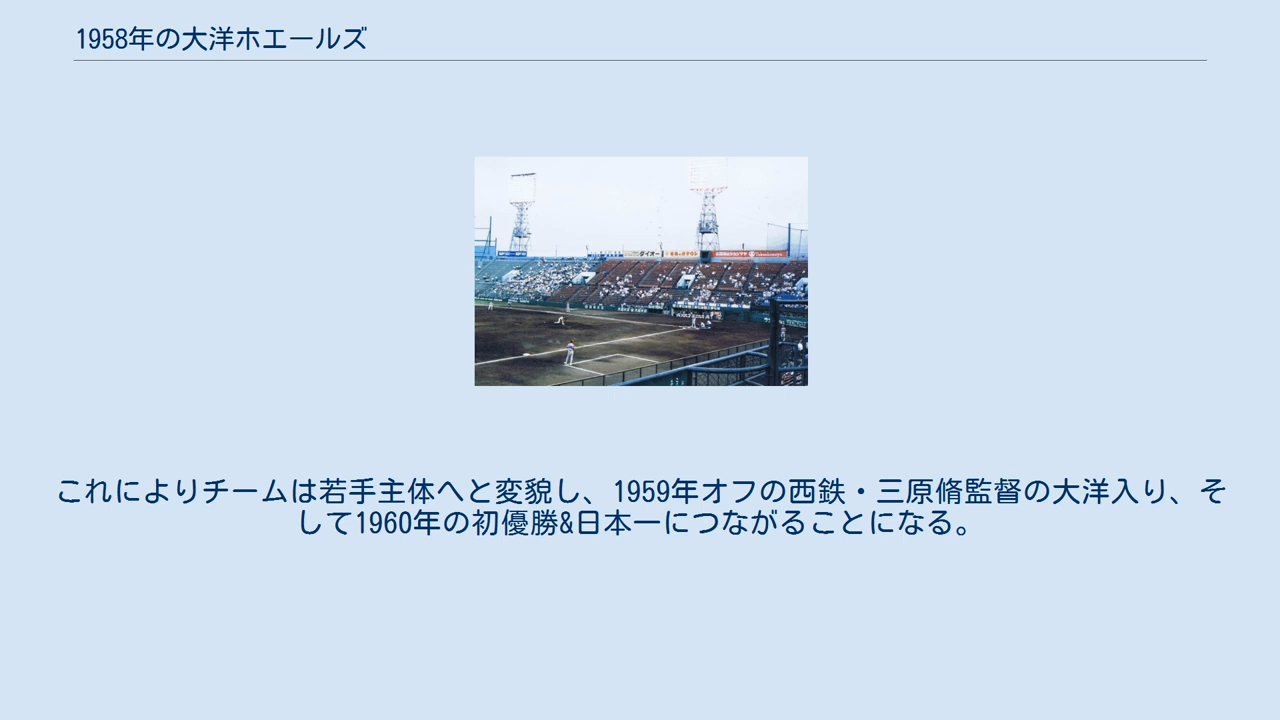 1958年の大洋ホエールズ
ダイオー
これによりチームは若手主体へと変貌し、1959年オフの西鉄・三原脩監督の大洋入り、そ
して1960年の初優勝&日本一につながることになる。